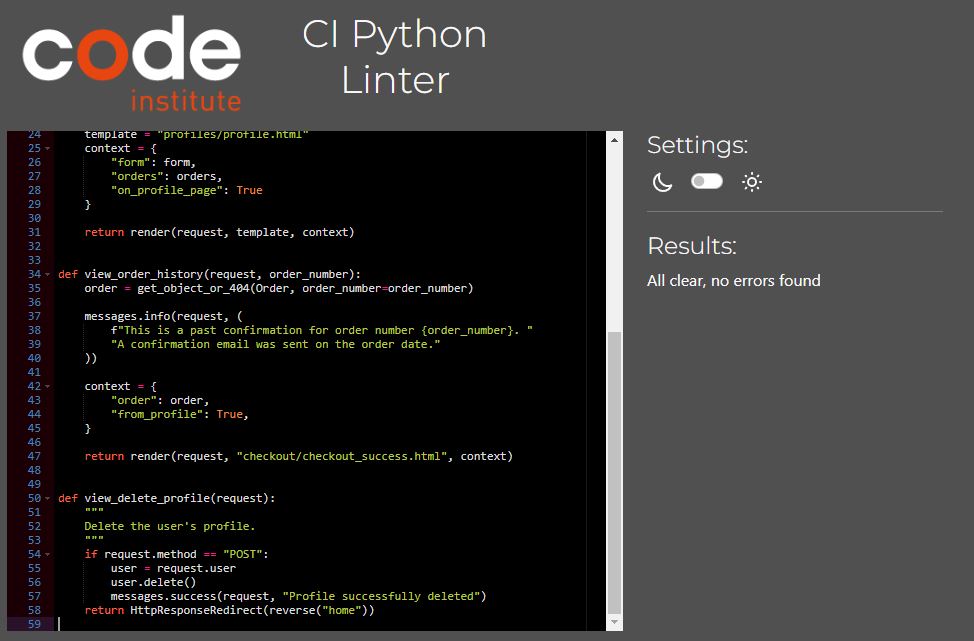 code
institute
CI Python
Linter
24 template = "profiles/profile.html"
25 context = {
26 "form": form,
27 "orders": orders,
28 "on_profile_page": True
29 }
30
31 return render(request, template, context)
32
33
34 def view_order_history(request, order_number):
35 order = get_object_or_404(Order, order_number=order_number)
36
37 messages.info(request, (
38 f"This is a past confirmation for order number {order_number}. "
39 "A confirmation email was sent on the order date."
40 ))
41
42 context = {
43 "order": order,
44 "from_profile": True,
45 }
46
47 return render(request, "checkout/checkout_success.html", context)
48
49
50 def view_delete_profile(request):
51 """
52 Delete the user's profile.
53 """
54 if request.method == "POST":
55 user = request.user
56 user.delete()
57 messages.success(request, "Profile successfully deleted")
58 return HttpResponseRedirect(reverse("home"))
59
Settings:
Results:
All clear, no errors found